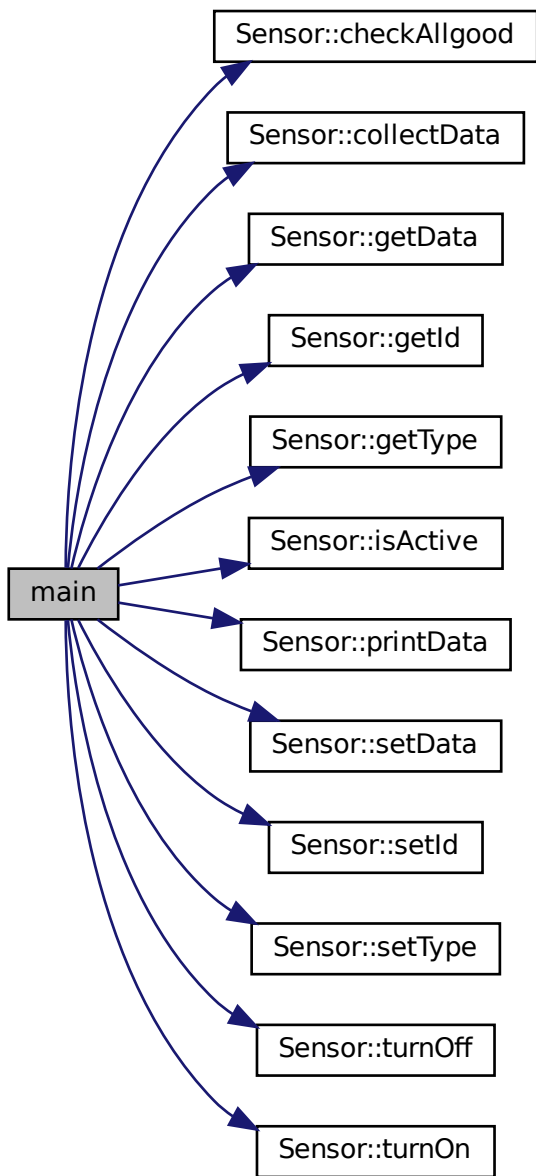 Sensor::checkAllgood
Sensor::collectData
Sensor::getData
Sensor::getId
Sensor::getType
Sensor::isActive
main
Sensor::printData
Sensor::setData
Sensor::setId
Sensor::setType
Sensor::turnOff
Sensor::turnOn